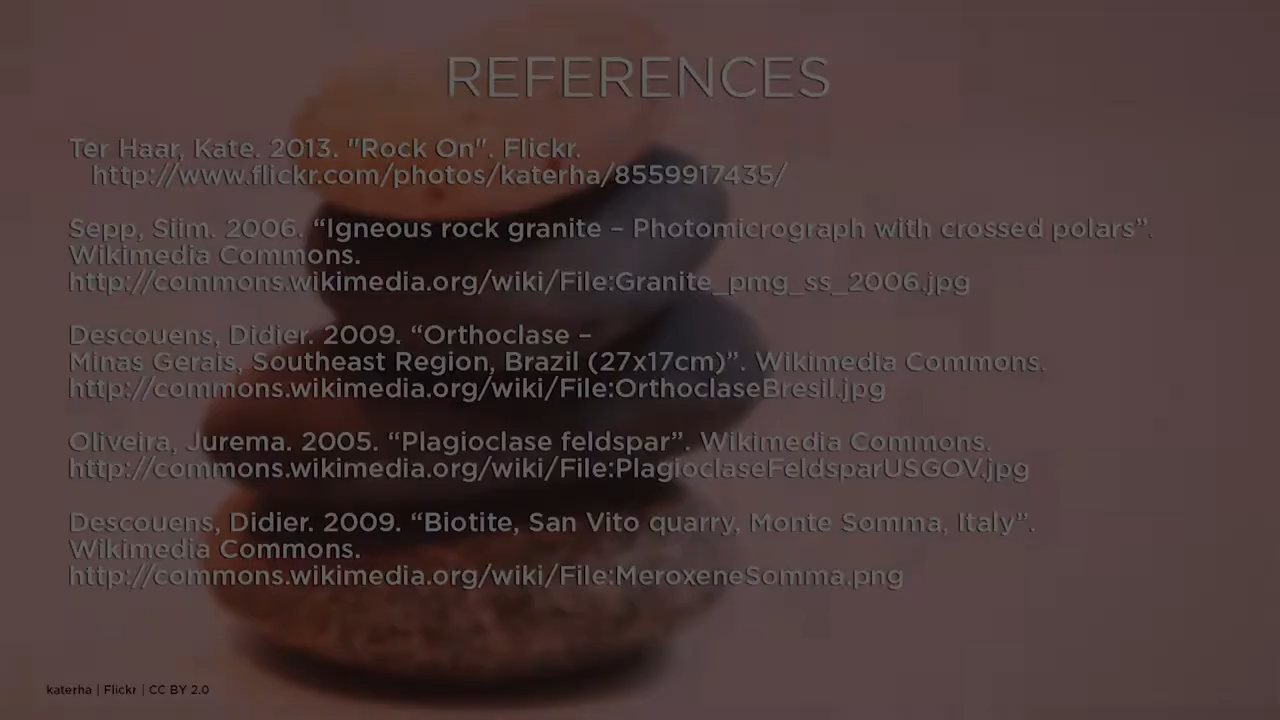 REFERENCES
Ter Haar, Kate. 2013. "Rock On". Flickr.
http://www.flickr.com/photos/katerha/8559917435/
Sepp, Siim. 2006. “Igneous rock granite – Photomicrograph with crossed polars”.
Wikimedia Commons.
http://commons.wikimedia.org/wiki/File:Granite_pmg_ss_2006.jpg
Descouens, Didier. 2009. “Orthoclase –
Minas Gerais, Southeast Region, Brazil (27x17cm)”. Wikimedia Commons.
http://commons.wikimedia.org/wiki/File:OrthoclaseBresil.jpg
Oliveira, Jurema. 2005. “Plagioclase feldspar”. Wikimedia Commons.
http://commons.wikimedia.org/wiki/File:PlagioclaseFeldsparUSGOV.jpg
Descouens, Didier. 2009. “Biotite, San Vito quarry, Monte Somma, Italy”.
Wikimedia Commons.
http://commons.wikimedia.org/wiki/File:MeroxeneSomma.png
katerha | Flickr | CC BY 2.0